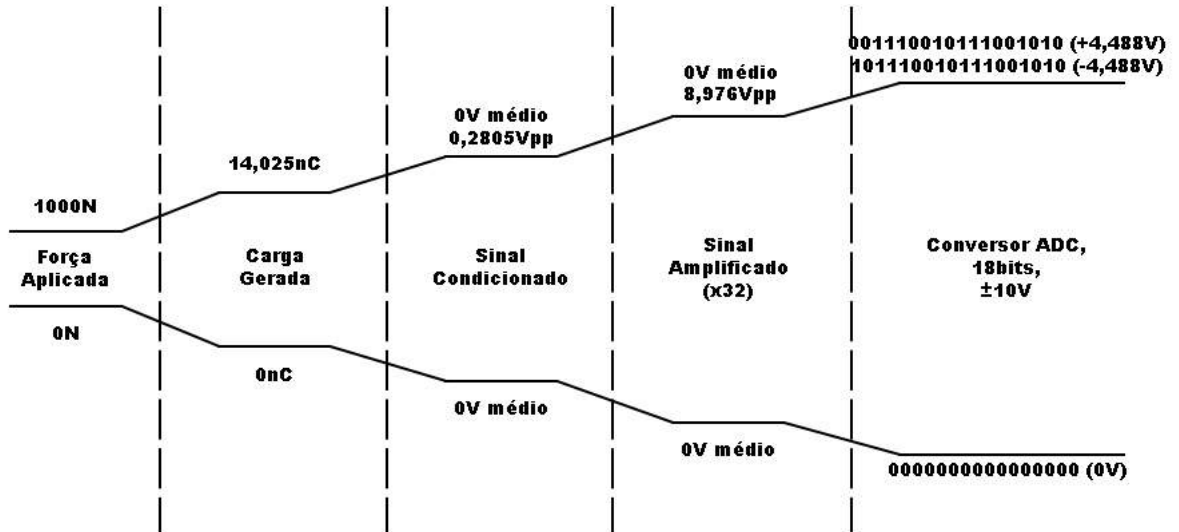 001110010111001010 (+4,488V)
101110010111001010 (-4,488V)
0V médio
8,976Vpp
0V médio
0,2805Vpp
14,025nC
1000N
Força
Aplicada
Carga
Gerada
Sinal
Condicionado
Sinal
Amplificado
(x32)
Conversor ADC,
18bits,
±10V
0N
0nC
0V médio
0V médio
0000000000000000 (0V)